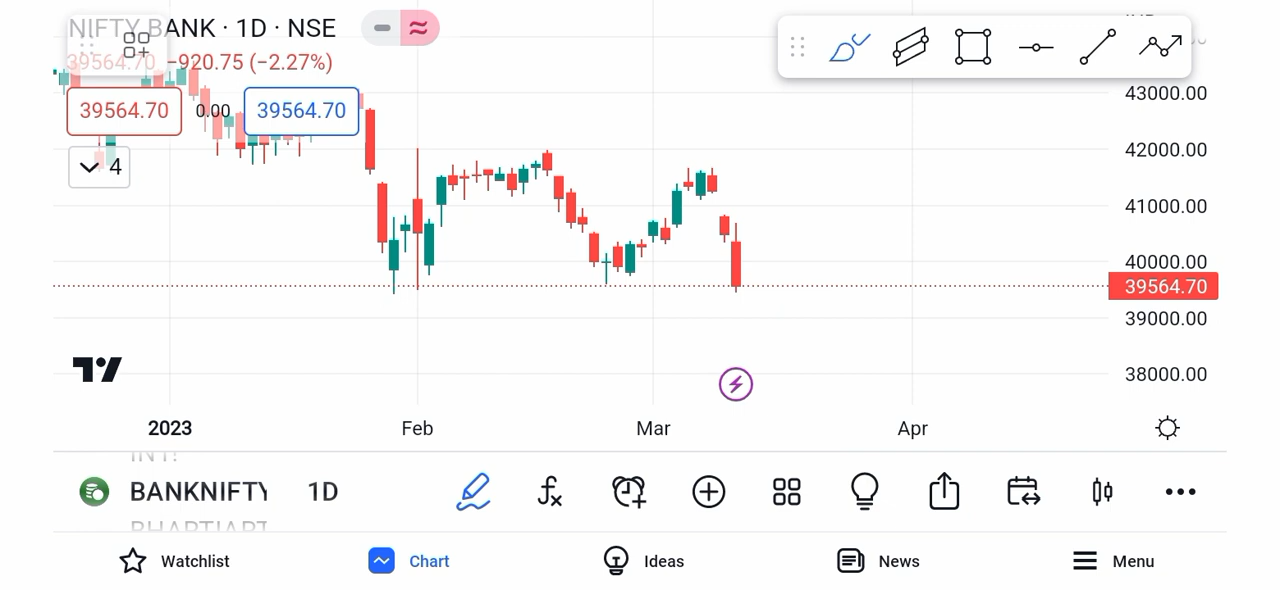 NIFTY BANK · 1D · NSE
39564.70 −920.75 (−2.27%)
39564.70 0.00 39564.70
4
43000.00
42000.00
41000.00
40000.00
39564.70
39000.00
38000.00
2023 Feb Mar Apr
BANKNIFTY 1D
Watchlist Chart Ideas News Menu